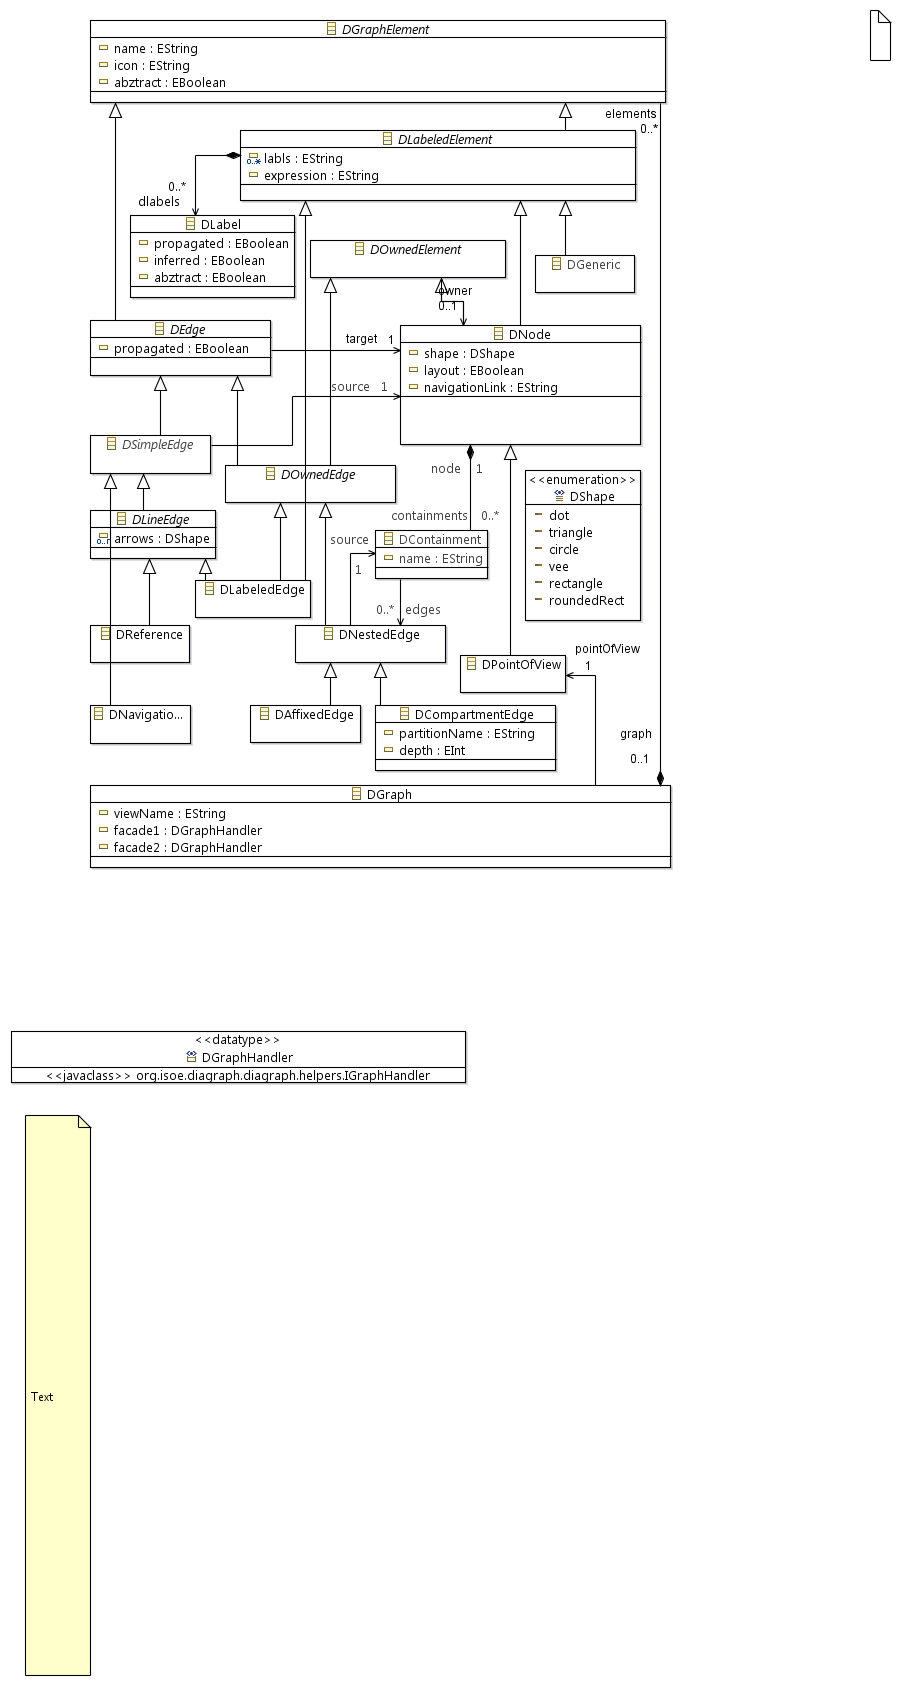 DGraphElement
name : EString
icon : EString
abztract : EBoolean
elements
0..*
DLabeledElement
0..* labls : EString
expression : EString
0..*
dlabels
DLabel
propagated : EBoolean
inferred : EBoolean
abztract : EBoolean
DOwnedElement
DGeneric
owner
0..1
DEdge
propagated : EBoolean
target 1
DNode
shape : DShape
layout : EBoolean
navigationLink : EString
source 1
DSimpleEdge
DOwnedEdge
node 1
<<enumeration>>
DShape
dot
triangle
circle
vee
rectangle
roundedRect
DLineEdge
arrows : DShape
containments 0..*
source
1
DContainment
name : EString
DLabeledEdge
0..* edges
DReference
DNestedEdge
pointOfView
1
DPointOfView
DNavigatio...
DAffixedEdge
DCompartmentEdge
partitionName : EString
depth : EInt
graph
0..1
DGraph
viewName : EString
facade1 : DGraphHandler
facade2 : DGraphHandler
<<datatype>>
DGraphHandler
<<javaclass>> org.isoe.diagraph.diagraph.helpers.IGraphHandler
Text